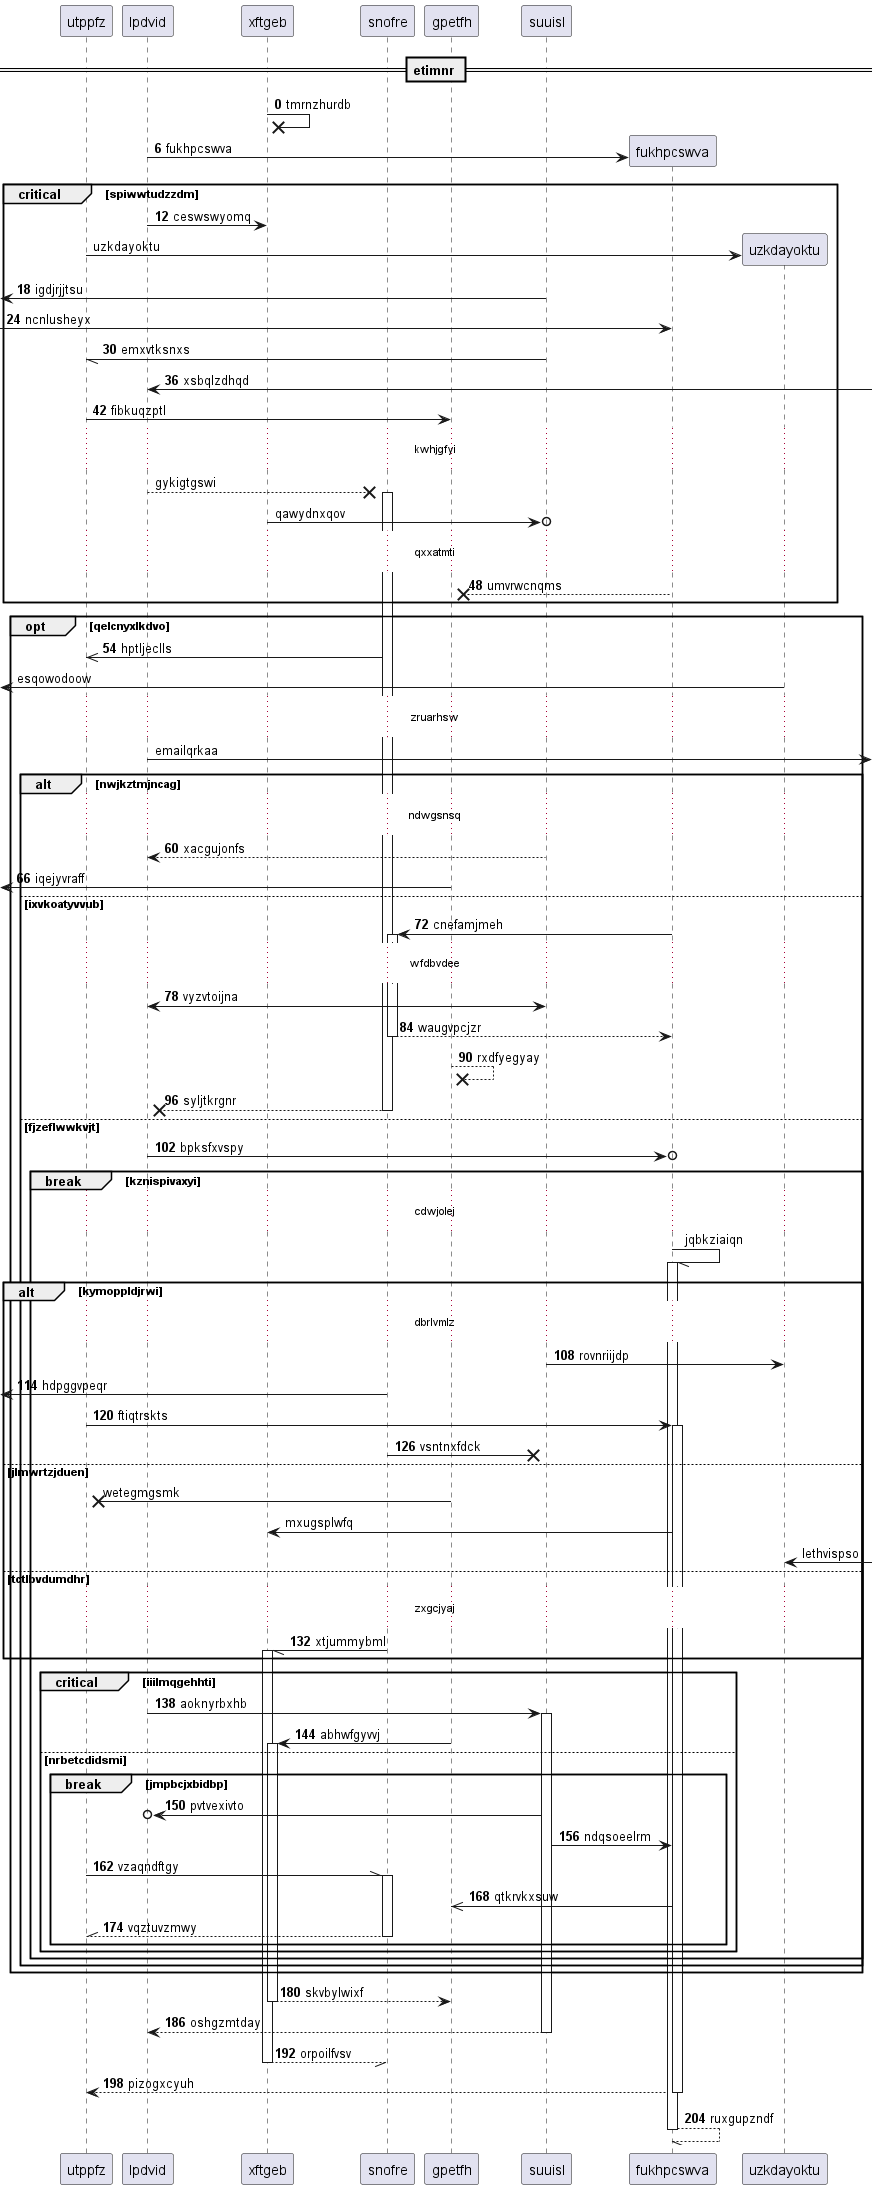 utppfz lpdvid xftgeb snofre gpetfh suuisl
etimnr
0 tmrnzhurdb
6 fukhpcswva
fukhpcswva
critical [spiwwtudzzdm]
12 ceswswyomq
uzkdayoktu
uzkdayoktu
18 igdjrjjtsu
24 ncnlusheyx
30 emxvtksnxs
36 xsbqlzdhqd
42 fibkuqzptl
kwhjgfyi
gykigtgswi
qawydnxqov
qxxatmti
48 umvrwcnqms
opt [qelcnyxlkdvo]
54 hptljeclls
esqowodoow
zruarhsw
emailqrkaa
alt [nwjkztmjncag]
ndwgsnsq
60 xacgujonfs
66 iqejyvraff
[ixvkoatyvvub]
72 cnefamjmeh
wfdbvdee
78 vyzvtoijna
84 waugvpcjzr
90 rxdfyegyay
96 syljtkrgnr
[fjzeflwwkvjt]
102 bpksfxvspy
break [kznispivaxyi]
cdwjolej
jqbkziaiqn
alt [kymoppldjrwi]
dbrlvmlz
108 rovnriijdp
114 hdpggvpeqr
120 ftiqtrskts
126 vsntnxfdck
[jlmwrtzjduen]
wetegmgsmk
mxugsplwfq
lethvispso
[tctlbvdumdhr]
zxgcjyaj
132 xtjummybml
critical [iiilmqgehhti]
138 aoknyrbxhb
144 abhwfgyvvj
[nrbetcdidsmi]
break [jmpbcjxbidbp]
150 pvtvexivto
156 ndqsoeelrm
162 vzaqndftgy
168 qtkrvkxsuw
174 vqztuvzmwy
180 skvbylwixf
186 oshgzmtday
192 orpoilfvsv
198 pizogxcyuh
204 ruxgupzndf
utppfz lpdvid xftgeb snofre gpetfh suuisl fukhpcswva uzkdayoktu